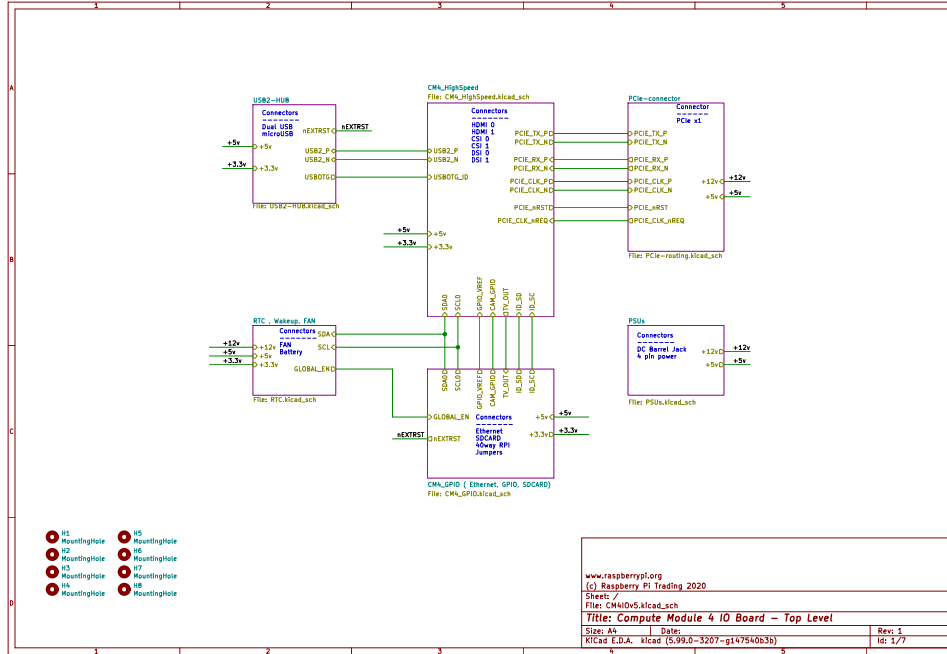 1 2 3 4 5
A
B
C
D
USB2-HUB
Connectors
-------
Dual USB
microUSB
nEXTRST
nEXTRST
+5v
+5v
USB2_P
USB2_N
+3.3v
+3.3v
USBOTG
File: USB2-HUB.kicad_sch
CM4_HighSpeed
File: CM4_HighSpeed.kicad_sch
Connectors
-------
HDMI 0
HDMI 1
CSI 0
CSI 1
DSI 0
DSI 1
USB2_P
USB2_N
USBOTG_ID
+5v
+5v
+3.3v
+3.3v
PCIE_TX_P
PCIE_TX_N
PCIE_RX_P
PCIE_RX_N
PCIE_CLK_P
PCIE_CLK_N
PCIE_nRST
PCIE_CLK_nREQ
SDA0
SCL0
GPIO_VREF
CAM_GPIO
TV_OUT
ID_SD
ID_SC
PCIe-connector
Connector
-------
PCIe x1
PCIE_TX_P
PCIE_TX_N
PCIE_RX_P
PCIE_RX_N
PCIE_CLK_P
PCIE_CLK_N
PCIE_nRST
PCIE_CLK_nREQ
+12v
+12v
+5v
+5v
File: PCIe-routing.kicad_sch
RTC , Wakeup, FAN
Connectors
-------
FAN
Battery
SDA
SCL
GLOBAL_EN
+12v
+12v
+5v
+5v
+3.3v
+3.3v
File: RTC.kicad_sch
SDA0
SCL0
GPIO_VREF
CAM_GPIO
TV_OUT
ID_SD
ID_SC
GLOBAL_EN
nEXTRST
nEXTRST
Connectors
-------
Ethernet
SDCARD
40way RPI
Jumpers
+5v
+5v
+3.3v
+3.3v
CM4_GPIO ( Ethernet, GPIO, SDCARD)
File: CM4_GPIO.kicad_sch
PSUs
Connectors
-------
DC Barrel Jack
4 pin power
+12v
+12v
+5v
+5v
File: PSUs.kicad_sch
H1
MountingHole
H2
MountingHole
H3
MountingHole
H4
MountingHole
H5
MountingHole
H6
MountingHole
H7
MountingHole
H8
MountingHole
www.raspberrypi.org
(c) Raspberry Pi Trading 2020
Sheet: /
File: CM4IOv5.kicad_sch
Title: Compute Module 4 IO Board - Top Level
Size: A4 Date: Rev: 1
KiCad E.D.A. kicad (5.99.0-3207-g147540b3b) Id: 1/7
1 2 3 4 5